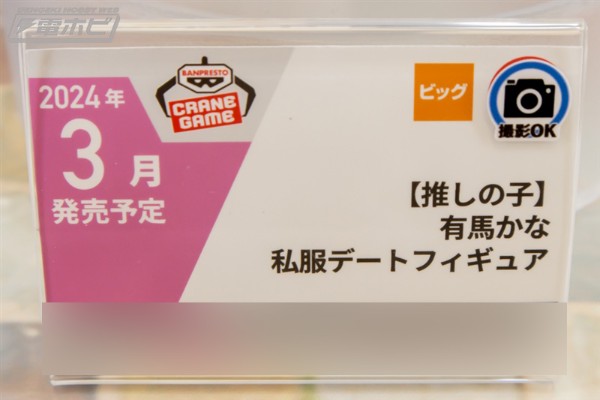 電ホビ
2024年
3月
発売予定
BANPRESTO
CRANE
GAME
ビッグ
撮影OK
【推しの子】
有馬かな
私服デートフィギュア